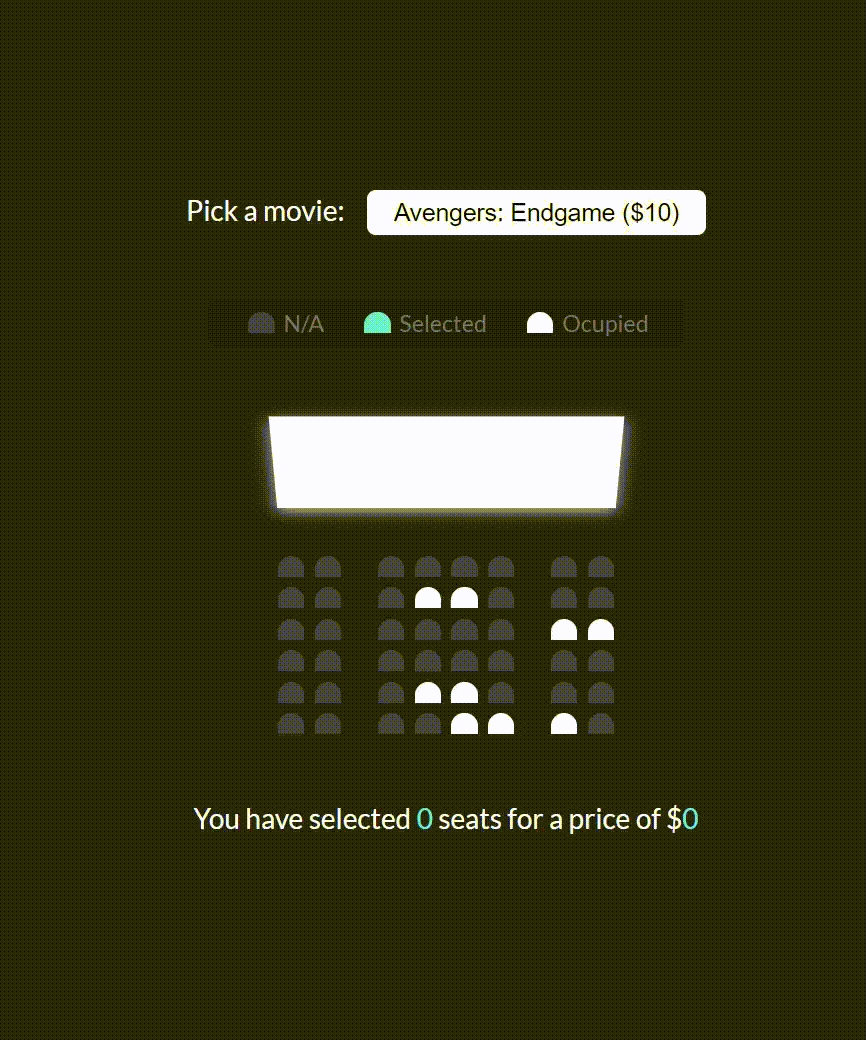 Pick a movie: Avengers: Endgame ($10)
N/A Selected Ocupied
You have selected 0 seats for a price of $0